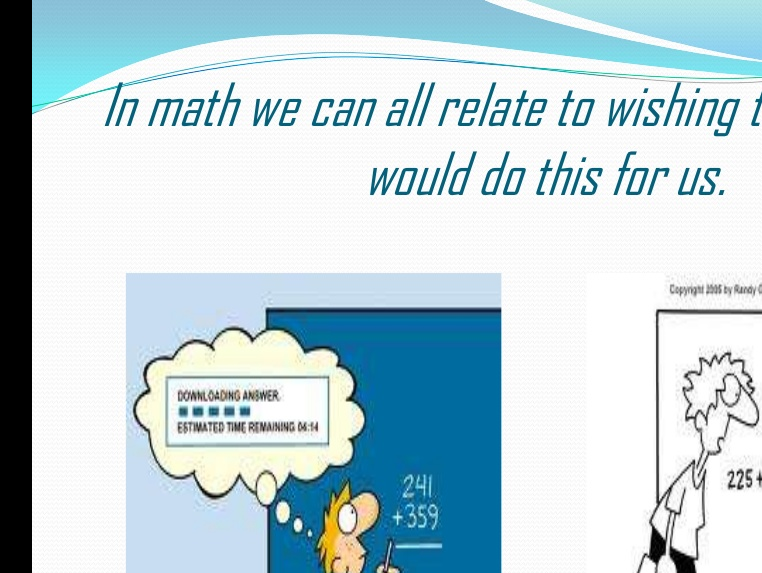 In math we can all relate to wishing t
would do this for us.
Copyright 2005 by Randy G
DOWNLOADING ANSWER.
ESTIMATED TIME REMAINING 04:14
241
+359
225+